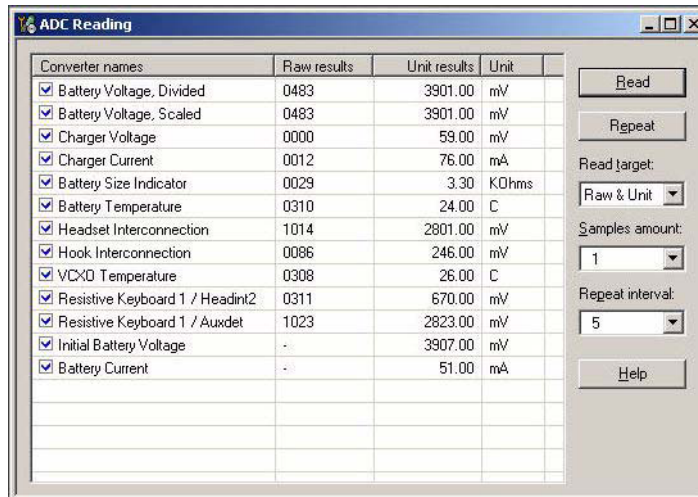 ADC Reading
Converter names Raw results Unit results Unit
Battery Voltage, Divided 0483 3901.00 mV
Battery Voltage, Scaled 0483 3901.00 mV
Charger Voltage 0000 59.00 mV
Charger Current 0012 76.00 mA
Battery Size Indicator 0029 3.30 KOhms
Battery Temperature 0310 24.00 C
Headset Interconnection 1014 2801.00 mV
Hook Interconnection 0086 246.00 mV
VCXO Temperature 0308 26.00 C
Resistive Keyboard 1 / Headint2 0311 670.00 mV
Resistive Keyboard 1 / Auxdet 1023 2823.00 mV
Initial Battery Voltage - 3907.00 mV
Battery Current - 51.00 mA
Read
Repeat
Read target:
Raw & Unit
Samples amount:
1
Repeat interval:
5
Help